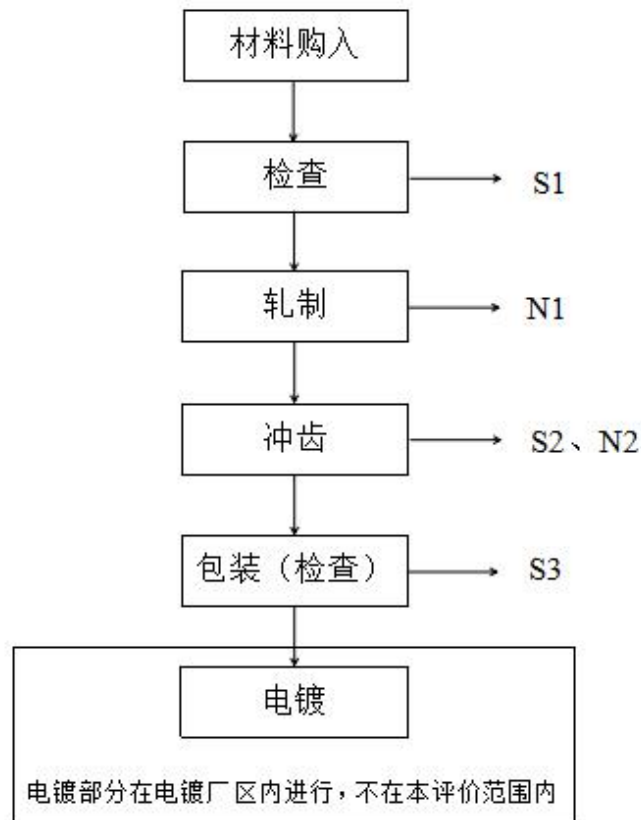 材料购入
检查
S1
轧制
N1
冲齿
S2、N2
包装（检查）
S3
电镀
电镀部分在电镀厂区内进行，不在本评价范围内